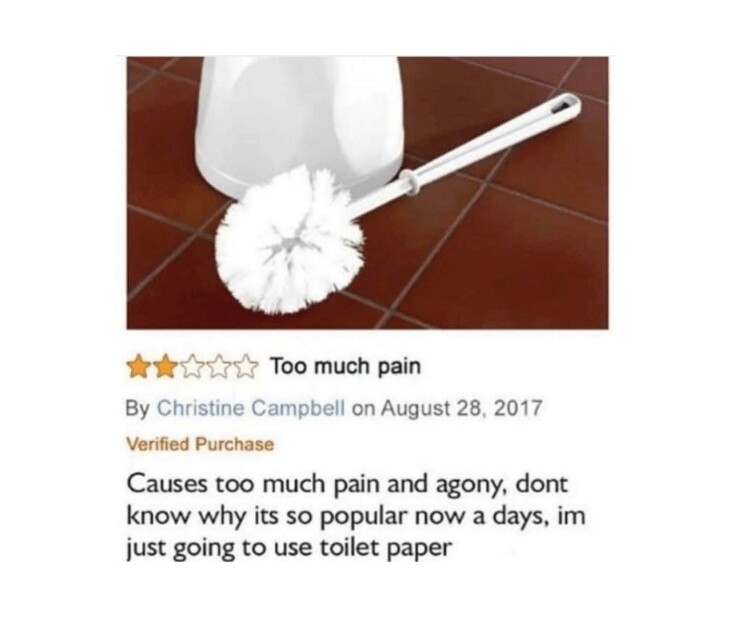 Too much pain
By Christine Campbell on August 28, 2017
Verified Purchase
Causes too much pain and agony, dont
know why its so popular now a days, im
just going to use toilet paper